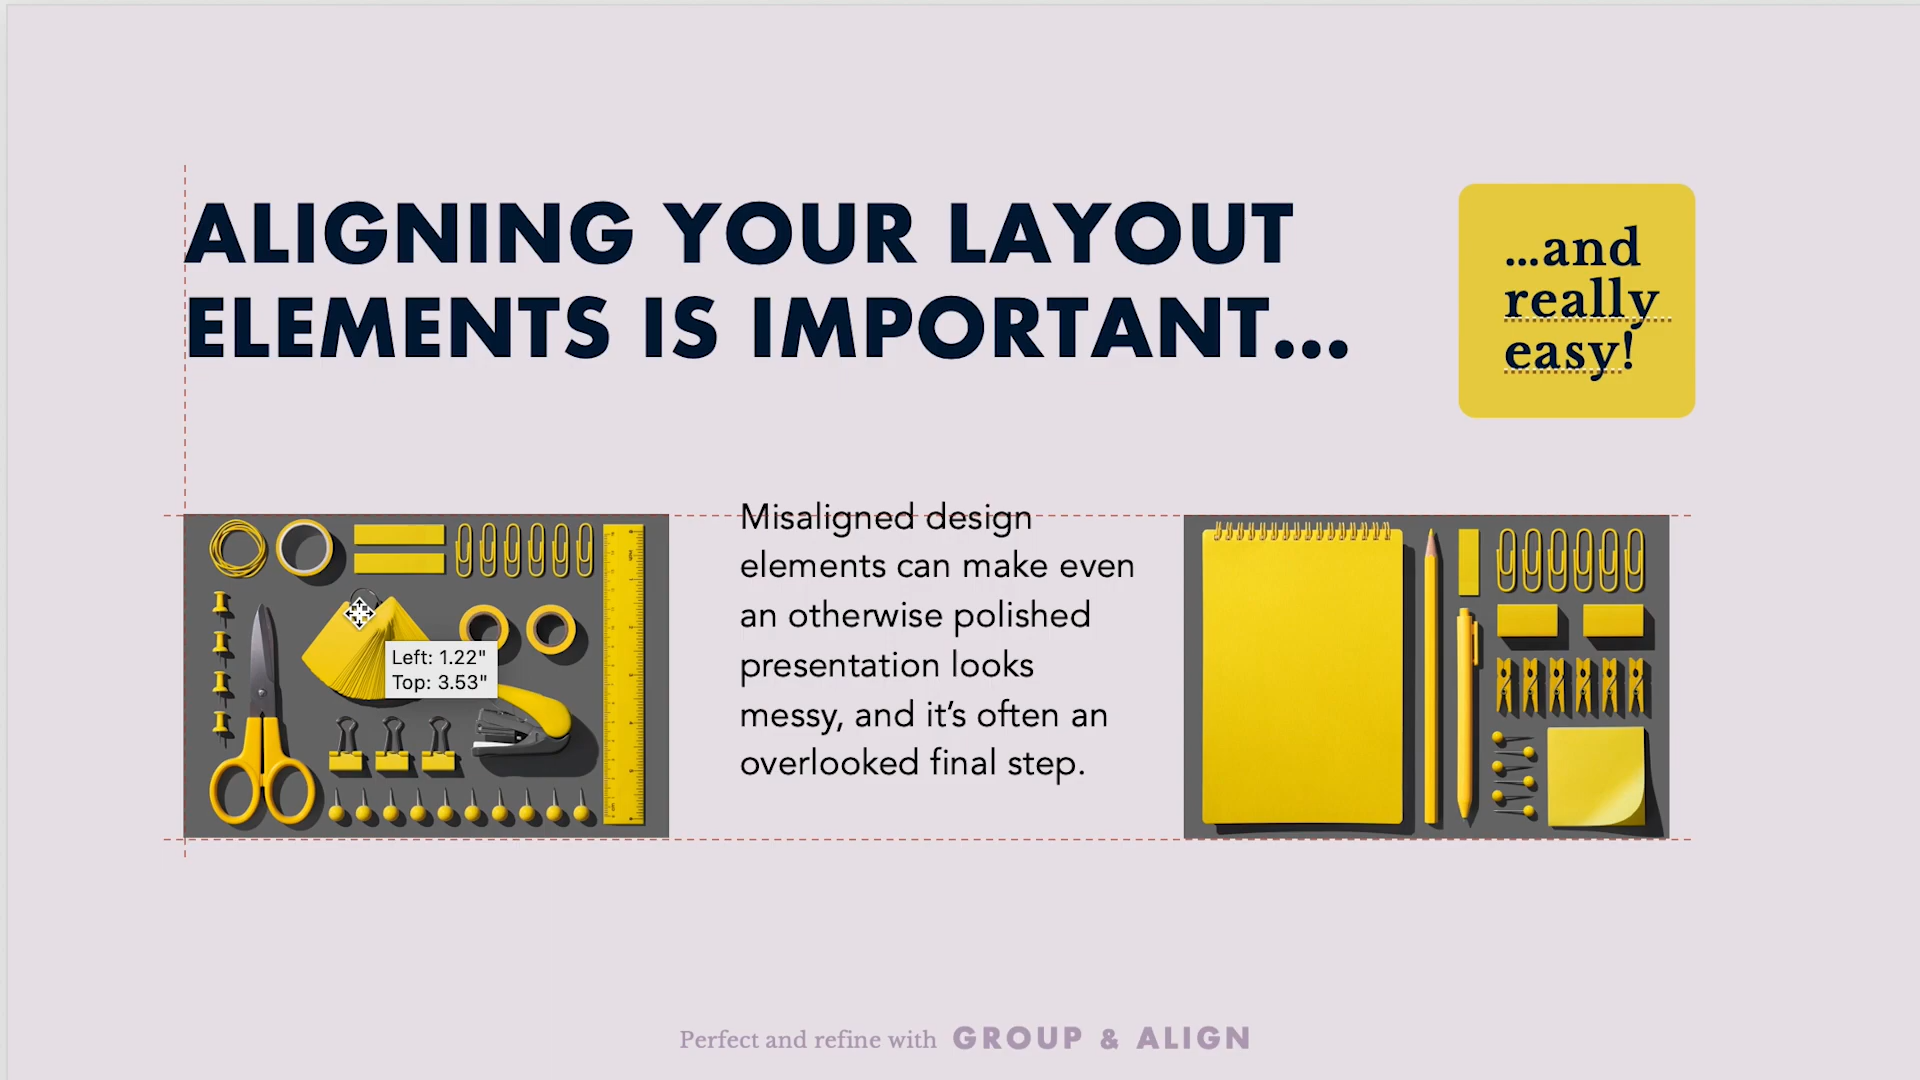 ALIGNING YOUR LAYOUT
ELEMENTS IS IMPORTANT...
...and
really
easy!
Misaligned design
elements can make even
an otherwise polished
presentation looks
messy, and it’s often an
overlooked final step.
Left: 1.22"
Top: 3.53"
Perfect and refine with GROUP & ALIGN